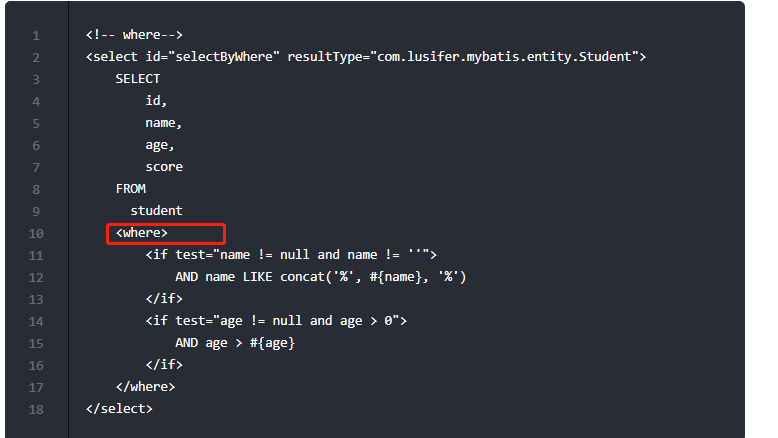 1 <!-- where-->
2 <select id="selectByWhere" resultType="com.lusifer.mybatis.entity.Student">
3 SELECT
4 id,
5 name,
6 age,
7 score
8 FROM
9 student
10 <where>
11 <if test="name != null and name != ''">
12 AND name LIKE concat('%', #{name}, '%')
13 </if>
14 <if test="age != null and age > 0">
15 AND age > #{age}
16 </if>
17 </where>
18 </select>